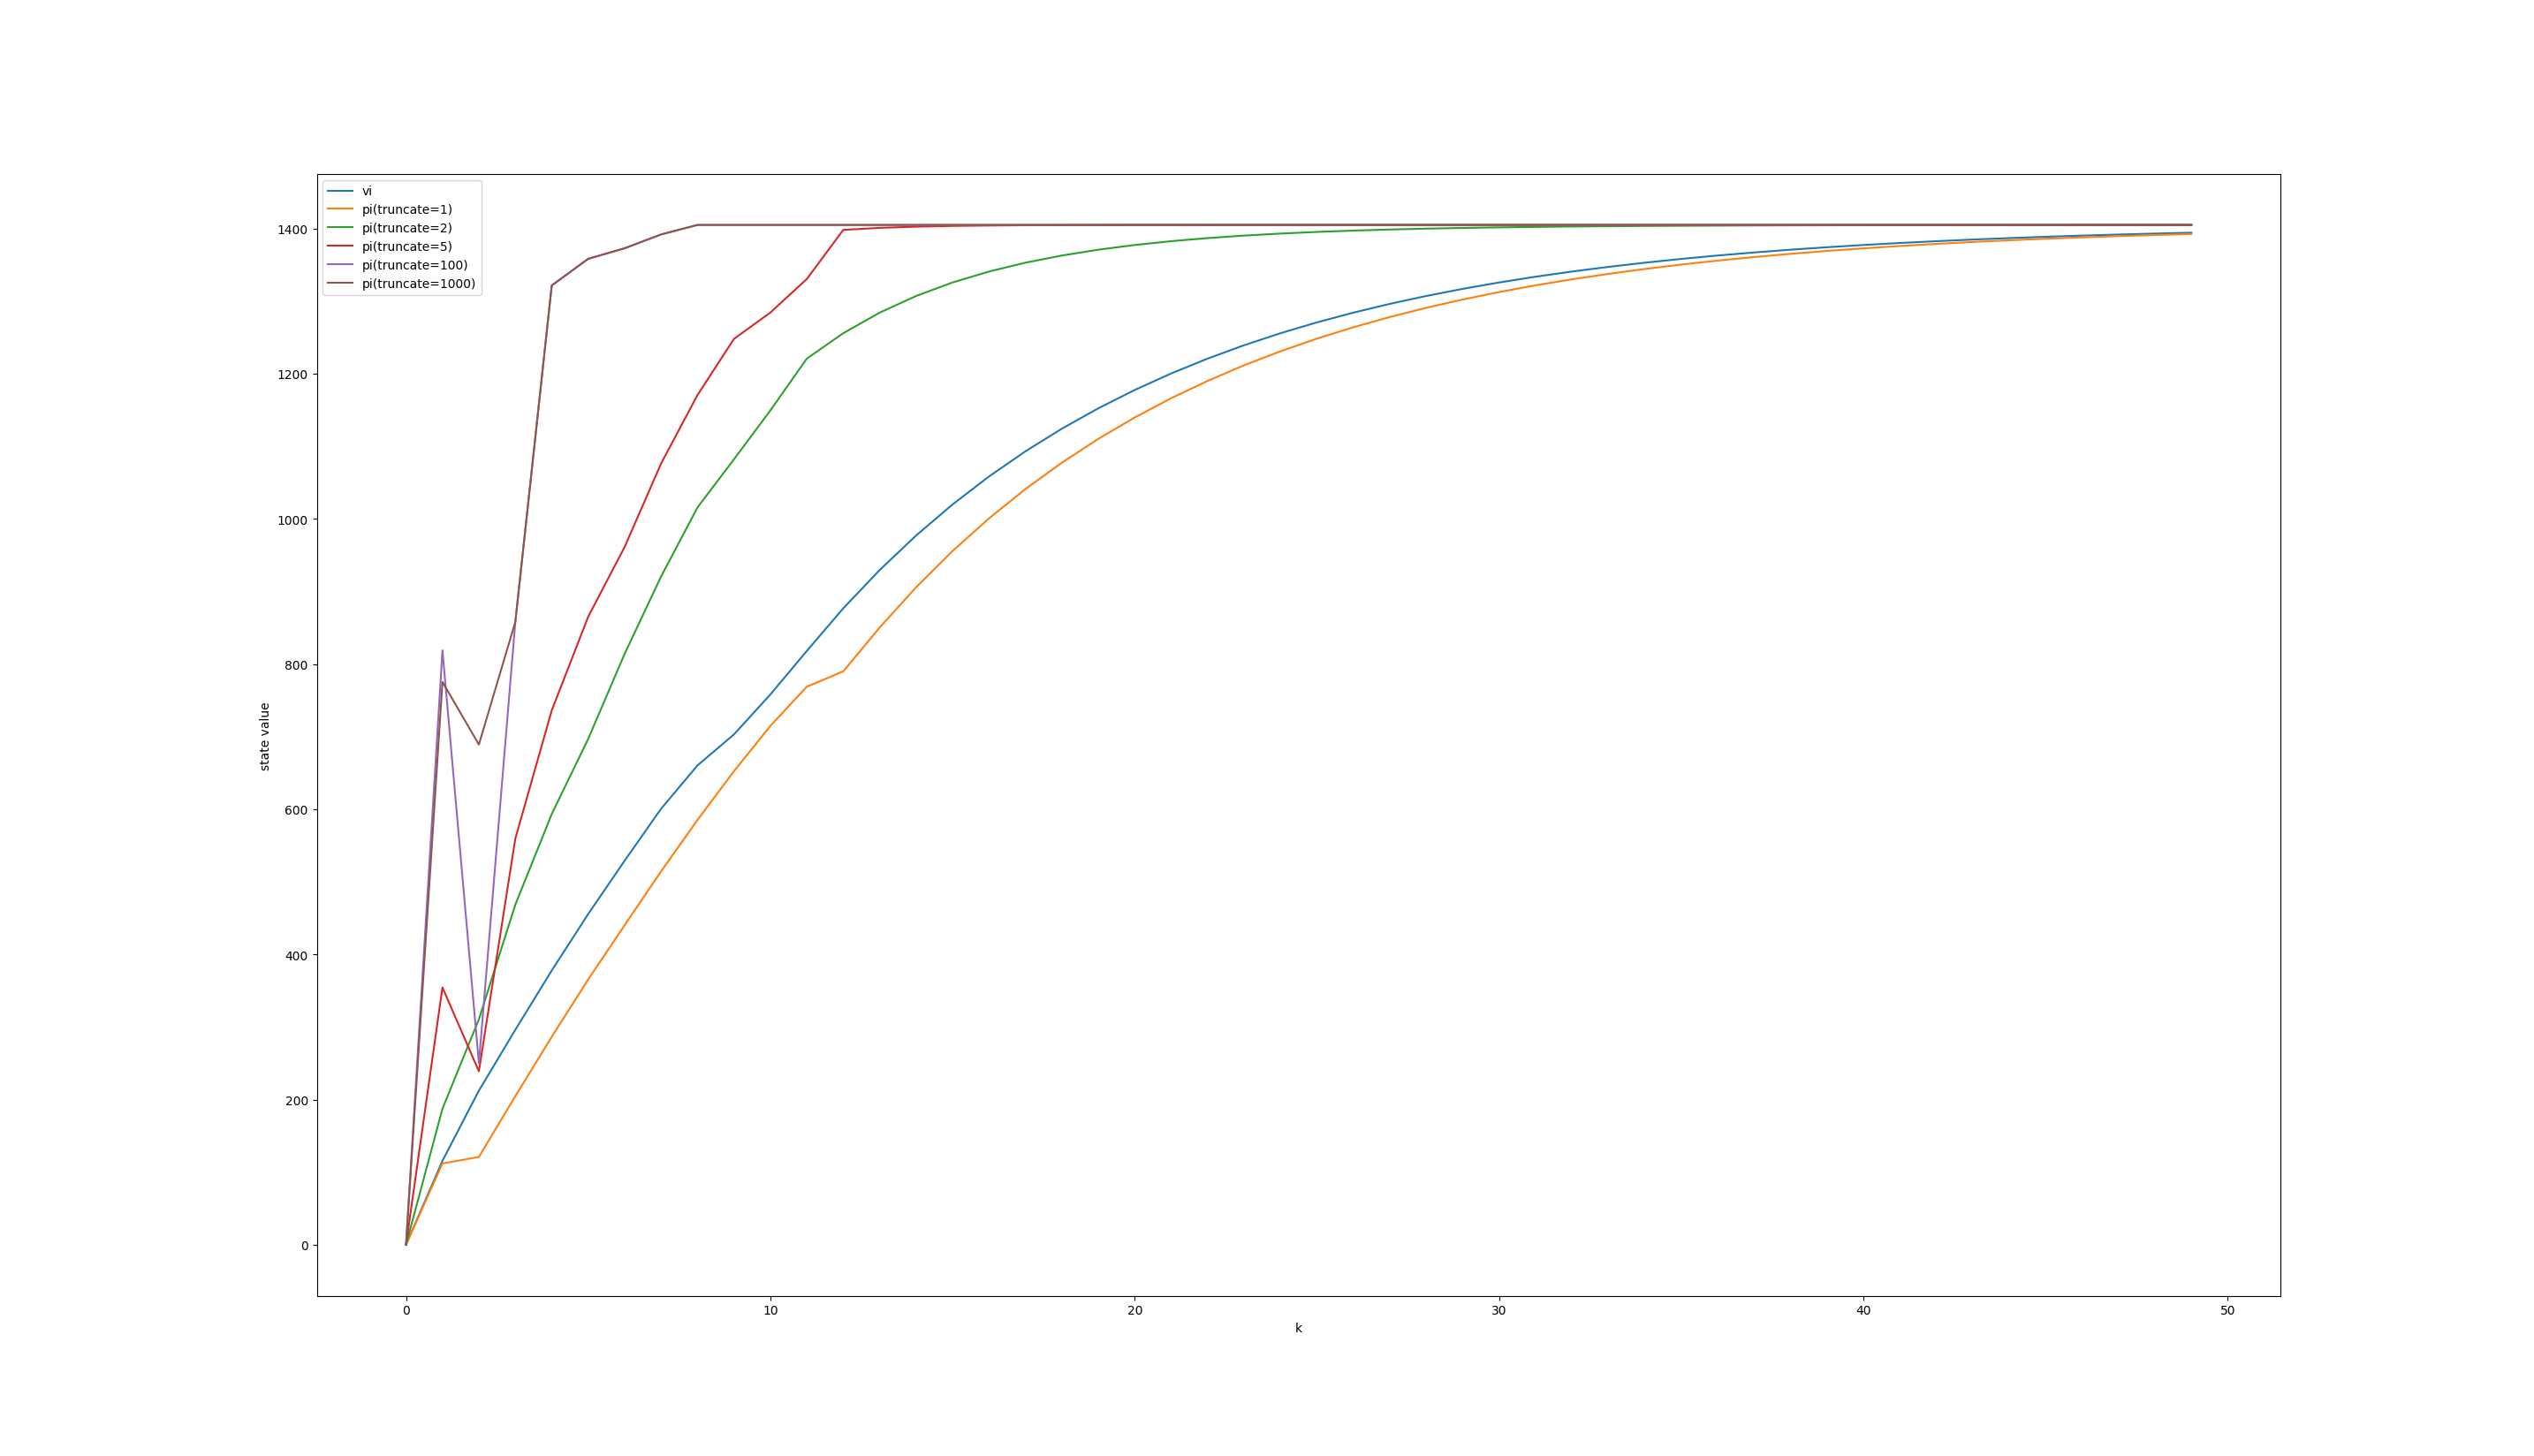 vi
pi(truncate=1)
pi(truncate=2)
pi(truncate=5)
pi(truncate=100)
pi(truncate=1000)
1400
1200
1000
800
600
400
200
0
state value
0 10 20 30 40 50
k